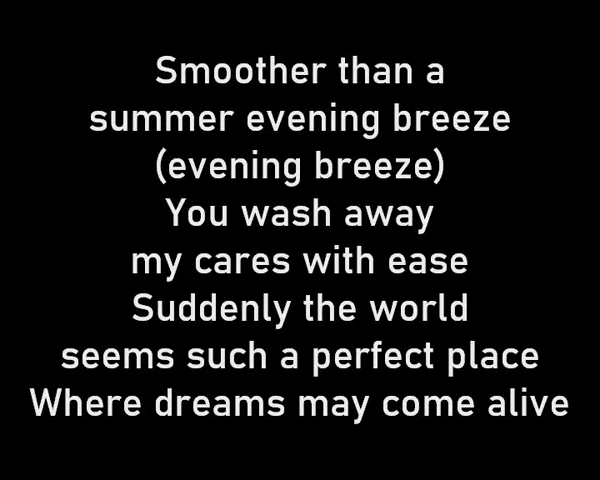 Smoother than a
summer evening breeze
(evening breeze)
You wash away
my cares with ease
Suddenly the world
seems such a perfect place
Where dreams may come alive